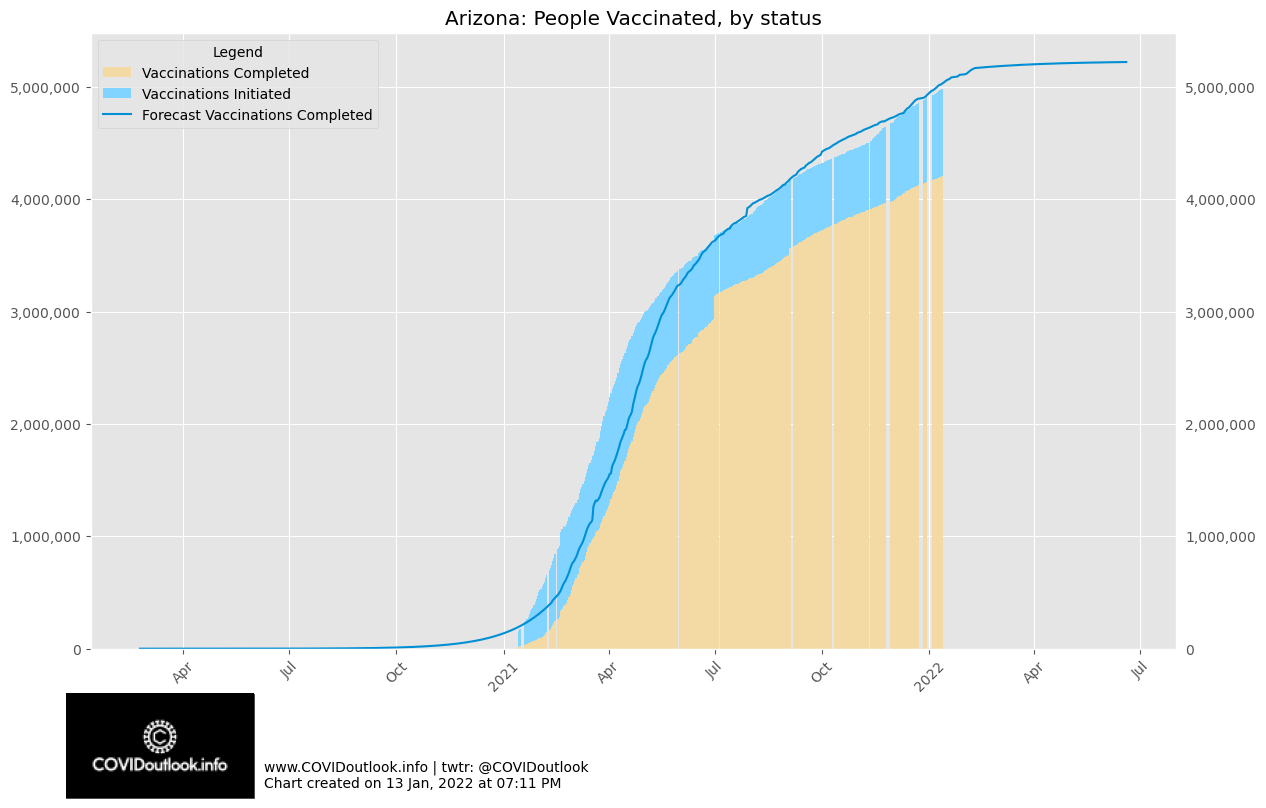 Arizona: People Vaccinated, by status
Legend
Vaccinations Completed
Vaccinations Initiated
Forecast Vaccinations Completed
5,000,000 5,000,000
4,000,000 4,000,000
3,000,000 3,000,000
2,000,000 2,000,000
1,000,000 1,000,000
0 0
Apr Jul Oct 2021 Apr Jul Oct 2022 Apr Jul
COVIDoutlook.info
www.COVIDoutlook.info | twtr: @COVIDoutlook
Chart created on 13 Jan, 2022 at 07:11 PM